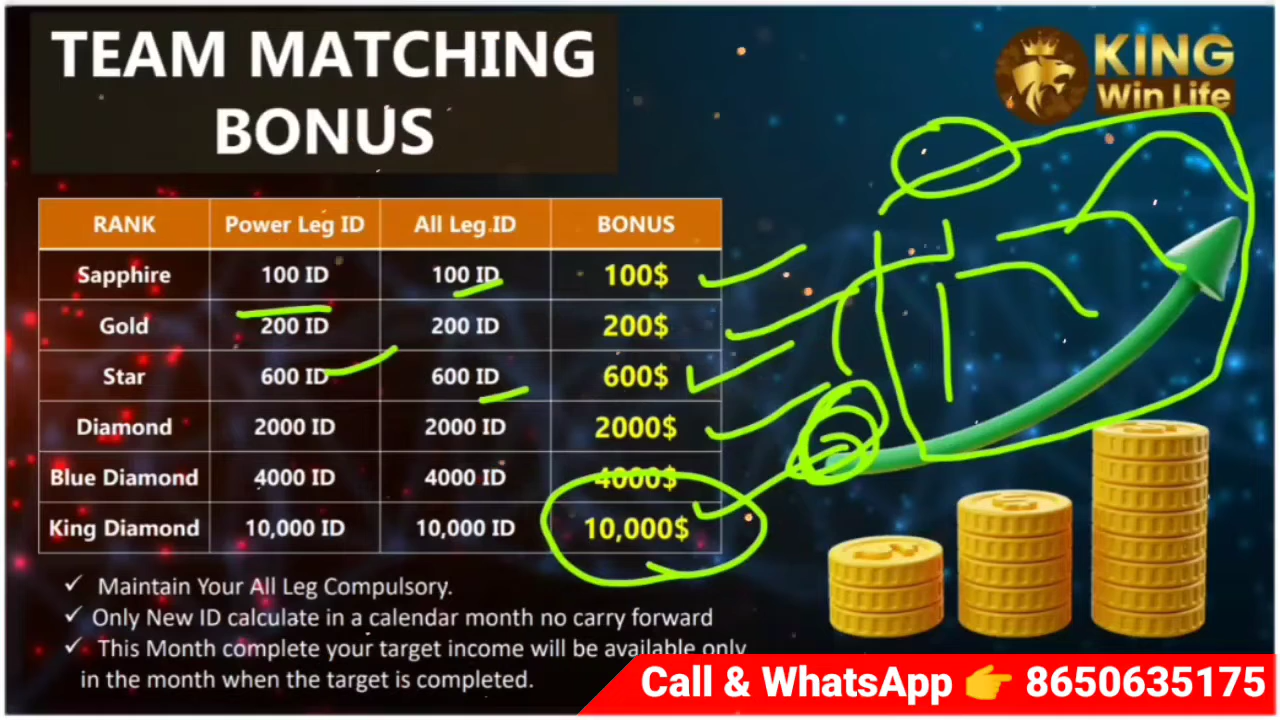 TEAM MATCHING
BONUS
KING
Win Life
RANK Power Leg ID All Leg ID BONUS
Sapphire 100 ID 100 ID 100$
Gold 200 ID 200 ID 200$
Star 600 ID 600 ID 600$
Diamond 2000 ID 2000 ID 2000$
Blue Diamond 4000 ID 4000 ID 4000$
King Diamond 10,000 ID 10,000 ID 10,000$
✓ Maintain Your All Leg Compulsory.
✓ Only New ID calculate in a calendar month no carry forward
✓ This Month complete your target income will be available only
in the month when the target is completed.
Call & WhatsApp 👉 8650635175